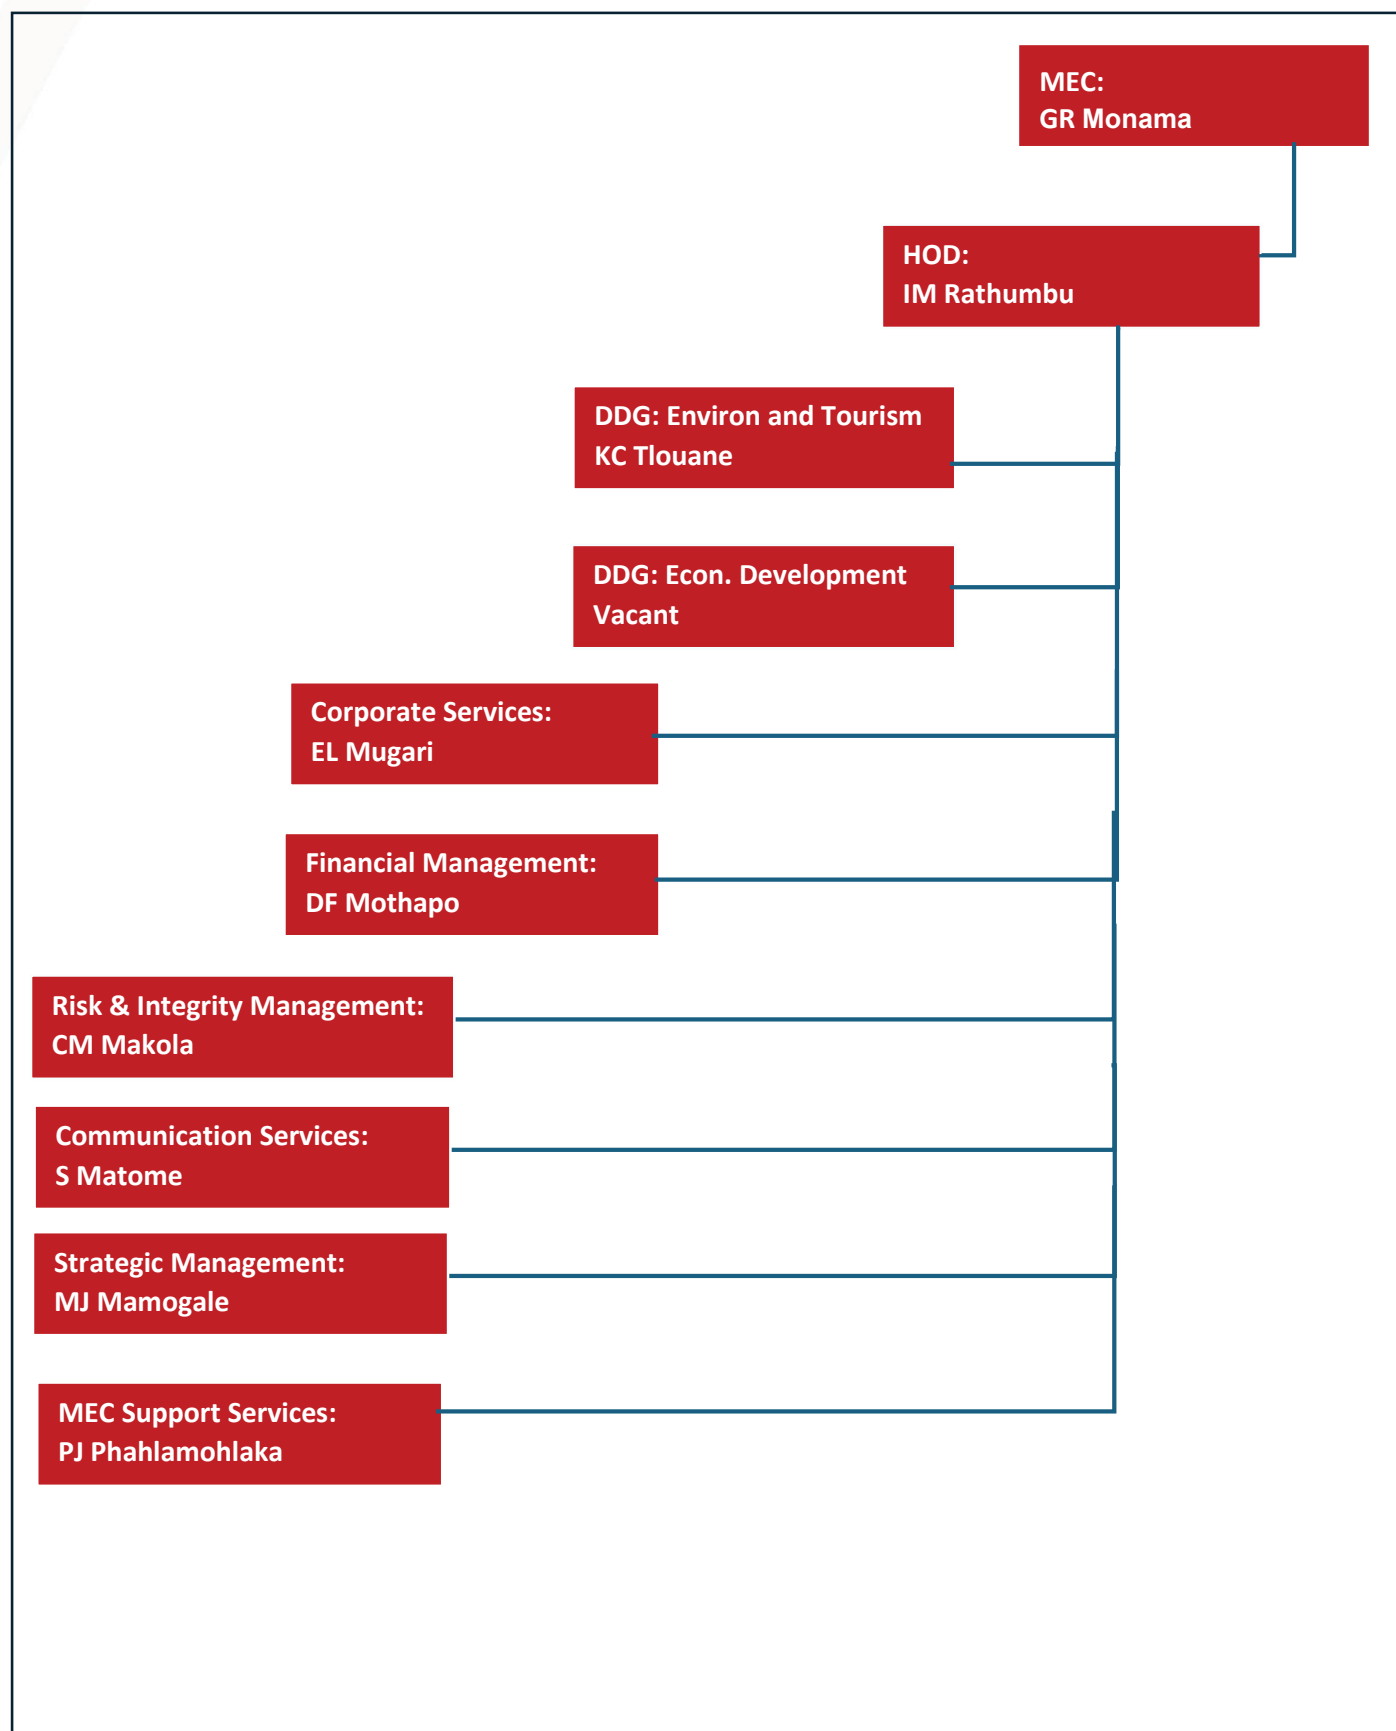 MEC:
GR Monama
HOD:
IM Rathumbu
DDG: Environ and Tourism
KC Tlouane
DDG: Econ. Development
Vacant
Corporate Services:
EL Mugari
Financial Management:
DF Mothapo
Risk & Integrity Management:
CM Makola
Communication Services:
S Matome
Strategic Management:
MJ Mamogale
MEC Support Services:
PJ Phahlamohlaka